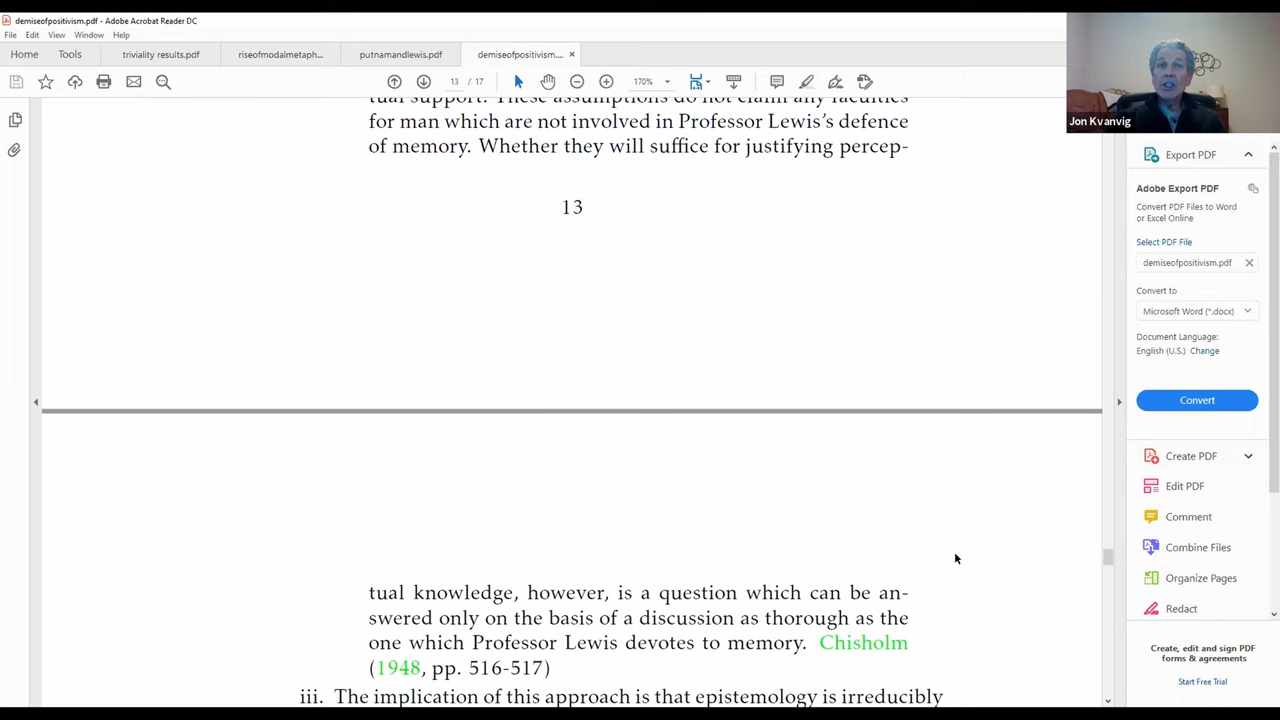 demiseofpositivism.pdf - Adobe Acrobat Reader DC
File Edit View Window Help
Home Tools triviality results.pdf riseofmodalmetaph... putnamandlewis.pdf demiseofpositivism....
13 / 17 170%
Jon Kvanvig
tual support. These assumptions do not claim any faculties
for man which are not involved in Professor Lewis's defence
of memory. Whether they will suffice for justifying percep-
13
tual knowledge, however, is a question which can be an-
swered only on the basis of a discussion as thorough as the
one which Professor Lewis devotes to memory. Chisholm
(1948, pp. 516-517)
iii. The implication of this approach is that epistemology is irreducibly
Export PDF
Adobe Export PDF
Convert PDF Files to Word
or Excel Online
Select PDF File
demiseofpositivism.pdf
Convert to
Microsoft Word (*.docx)
Document Language:
English (U.S.) Change
Convert
Create PDF
Edit PDF
Comment
Combine Files
Organize Pages
Redact
Create, edit and sign PDF
forms & agreements
Start Free Trial